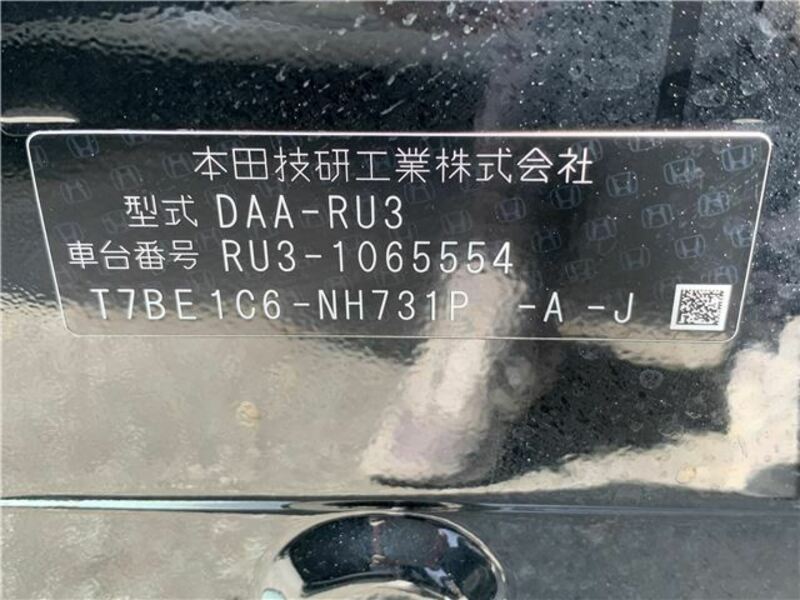 本田技研工業株式会社
型式 DAA-RU3
車台番号 RU3-1065554
T7BE1C6-NH731P -A -J